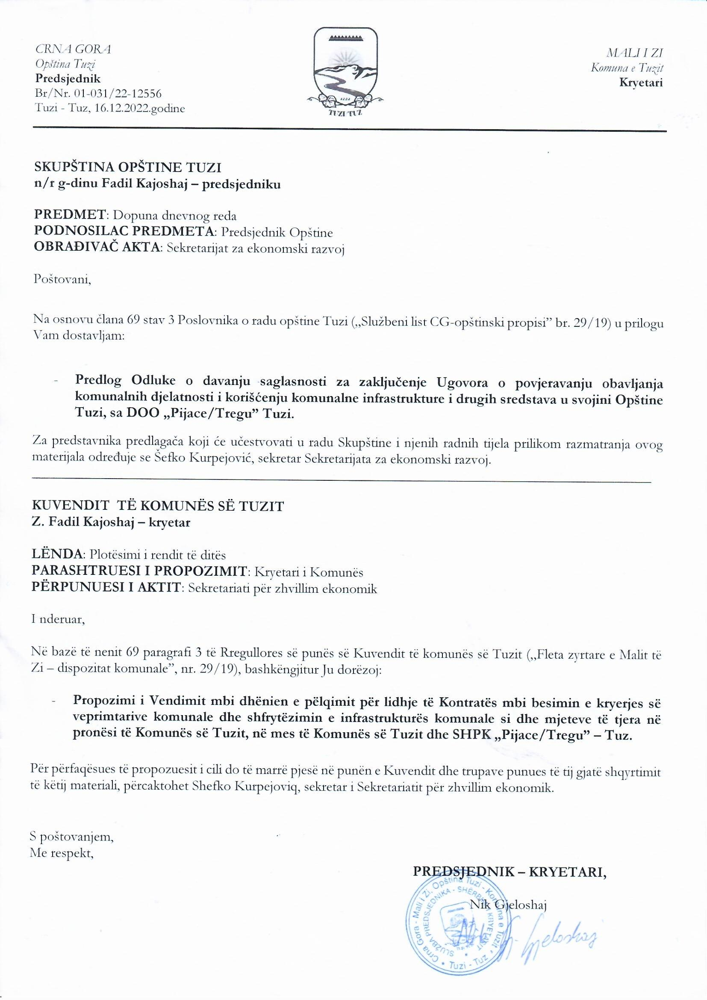 CRNA GORA
Opština Tuzi
Predsjednik
Br/Nr. 01-031/22-12556
Tuzi - Tuz, 16.12.2022.godine
TUZI TUZ
MALI I ZI
Komuna e Tuzit
Kryetari
SKUPŠTINA OPŠTINE TUZI
n/r g-dinu Fadil Kajoshaj – predsjedniku
PREDMET: Dopuna dnevnog reda
PODNOSILAC PREDMETA: Predsjednik Opštine
OBRAĐIVAČ AKTA: Sekretarijat za ekonomski razvoj
Poštovani,
Na osnovu člana 69 stav 3 Poslovnika o radu opštine Tuzi („Službeni list CG-opštinski propisi” br. 29/19) u prilogu
Vam dostavljam:
- Predlog Odluke o davanju saglasnosti za zaključenje Ugovora o povjeravanju obavljanja
komunalnih djelatnosti i korišćenju komunalne infrastrukture i drugih sredstava u svojini Opštine
Tuzi, sa DOO „Pijace/Tregu” Tuzi.
Za predstavnika predlagača koji će učestvovati u radu Skupštine i njenih radnih tijela prilikom razmatranja ovog
materijala određuje se Šefko Kurpejović, sekretar Sekretarijata za ekonomski razvoj.
KUVENDIT TË KOMUNËS SË TUZIT
Z. Fadil Kajoshaj – kryetar
LËNDA: Plotësimi i rendit të ditës
PARASHTRUESI I PROPOZIMIT: Kryetari i Komunës
PËRPUNUESI I AKTIT: Sekretariati për zhvillim ekonomik
I nderuar,
Në bazë të nenit 69 paragrafi 3 të Rregullores së punës së Kuvendit të komunës së Tuzit („Fleta zyrtare e Malit të
Zi – dispozitat komunale”, nr. 29/19), bashkëngjitur Ju dorëzoj:
- Propozimi i Vendimit mbi dhënien e pëlqimit për lidhje të Kontratës mbi besimin e kryerjes së
veprimtarive komunale dhe shfrytëzimin e infrastrukturës komunale si dhe mjeteve të tjera në
pronësi të Komunës së Tuzit, në mes të Komunës së Tuzit dhe SHPK „Pijace/Tregu” – Tuz.
Për përfaqësues të propozuesit i cili do të marrë pjesë në punën e Kuvendit dhe trupave punues të tij gjatë shqyrtimit
të këtij materiali, përcaktohet Shefko Kurpejoviq, sekretar i Sekretariatit për zhvillim ekonomik.
S poštovanjem,
Me respekt,
PREDSJEDNIK – KRYETARI,
Nik Gjeloshaj
Crna Gora - Mali i Zi, Opština Tuzi - Komuna e Tuzit
SLUŽBA PREDSJEDNIKA - SHËRBIMI KRYETARIT
Tuzi - Tuz
Nik Gjeloshaj